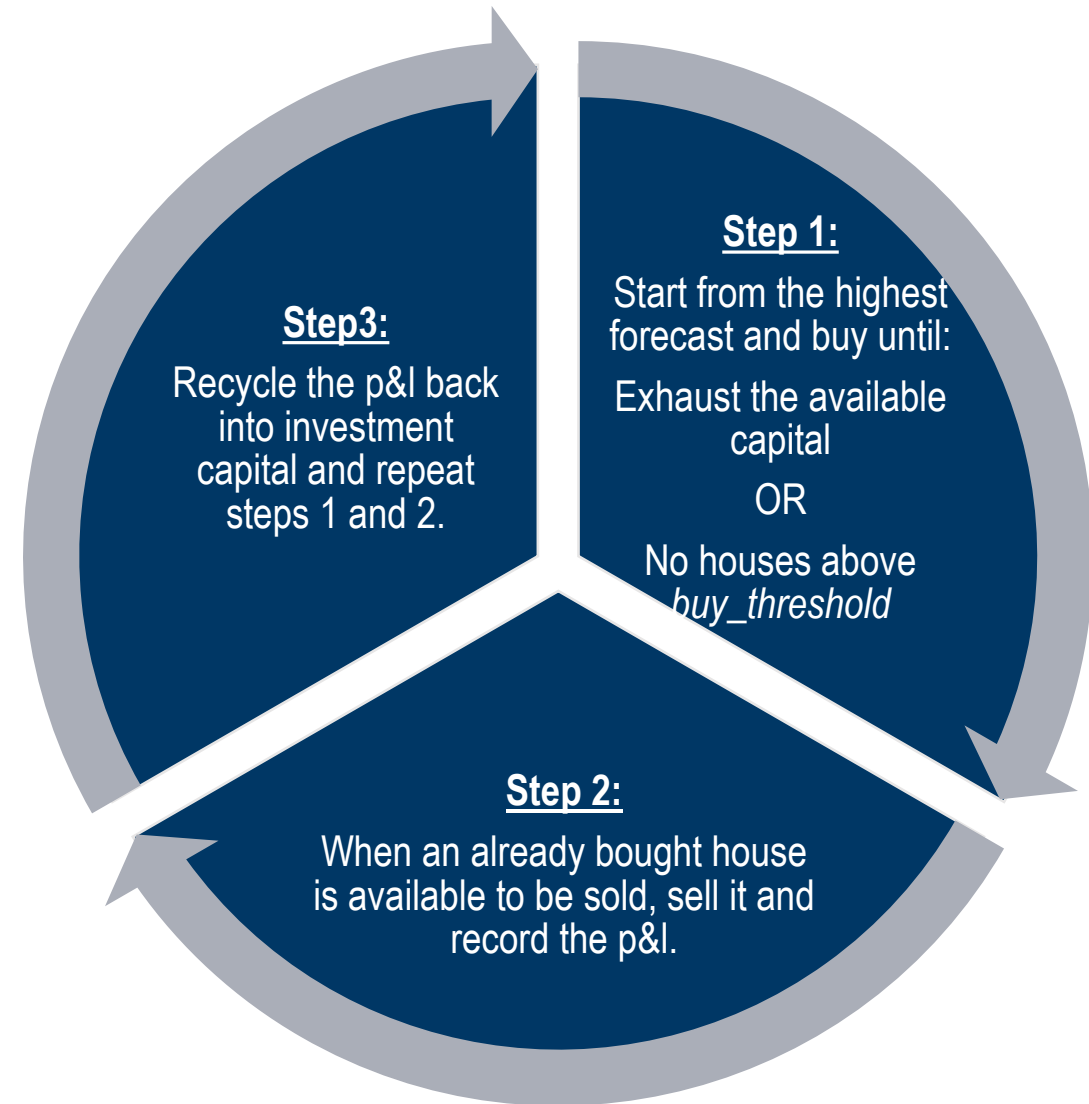 Step 1:
Start from the highest
forecast and buy until:
Exhaust the available
capital
OR
No houses above
buy_threshold
Step 2:
When an already bought house
is available to be sold, sell it and
record the p&l.
Step3:
Recycle the p&l back
into investment
capital and repeat
steps 1 and 2.